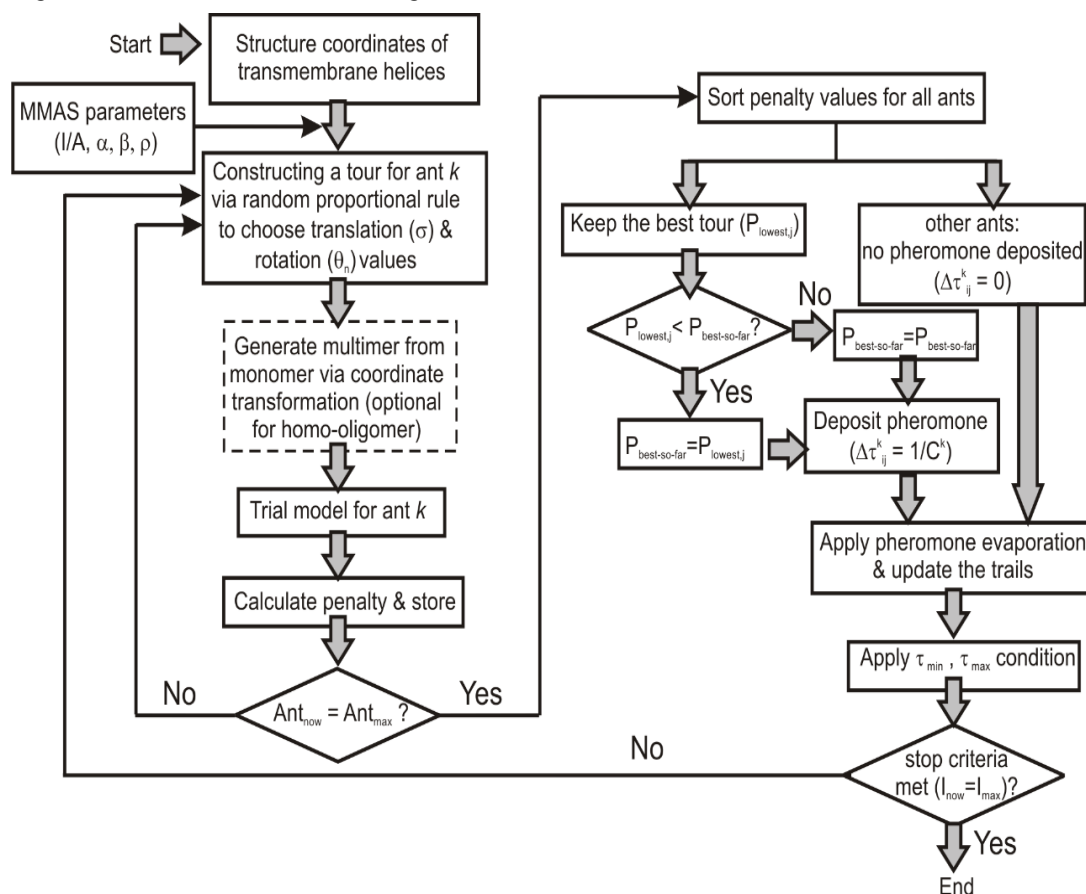 Start
Structure coordinates of
transmembrane helices
MMAS parameters
(I/A, α, β, ρ)
Constructing a tour for ant k
via random proportional rule
to choose translation (σ) &
rotation (θn) values
Generate multimer from
monomer via coordinate
transformation (optional
for homo-oligomer)
Trial model for ant k
Calculate penalty & store
No
Antnow = Antmax ?
Yes
Sort penalty values for all ants
Keep the best tour (Plowest,j)
other ants:
no pheromone deposited
(Δτkij = 0)
Plowest,j< Pbest-so-far?
No
Pbest-so-far=Pbest-so-far
Yes
Pbest-so-far=Plowest,j
Deposit pheromone
(Δτkij = 1/Ck)
Apply pheromone evaporation
& update the trails
Apply τmin , τmax condition
No
stop criteria
met (Inow=Imax)?
Yes
End